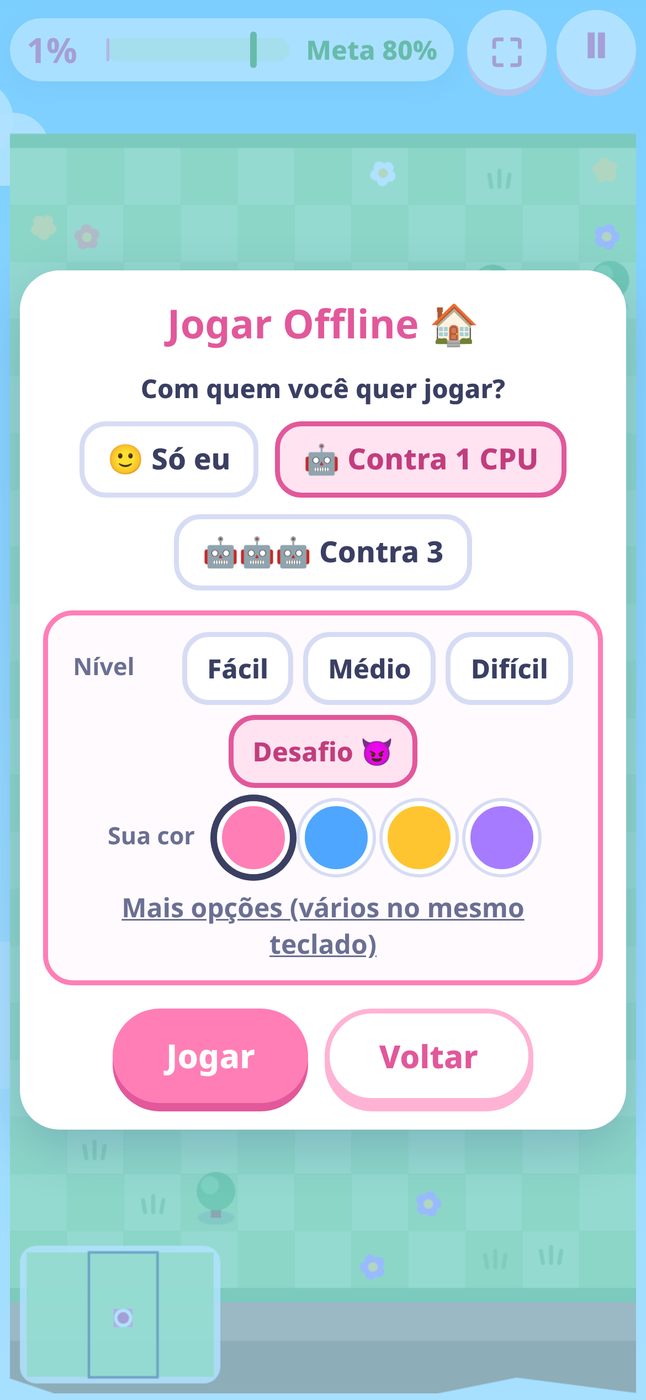 1% Meta 80%
Jogar Offline 🏠
Com quem você quer jogar?
🙂 Só eu
🤖 Contra 1 CPU
🤖🤖🤖 Contra 3
Nível
Fácil
Médio
Difícil
Desafio 😈
Sua cor
Mais opções (vários no mesmo
teclado)
Jogar
Voltar